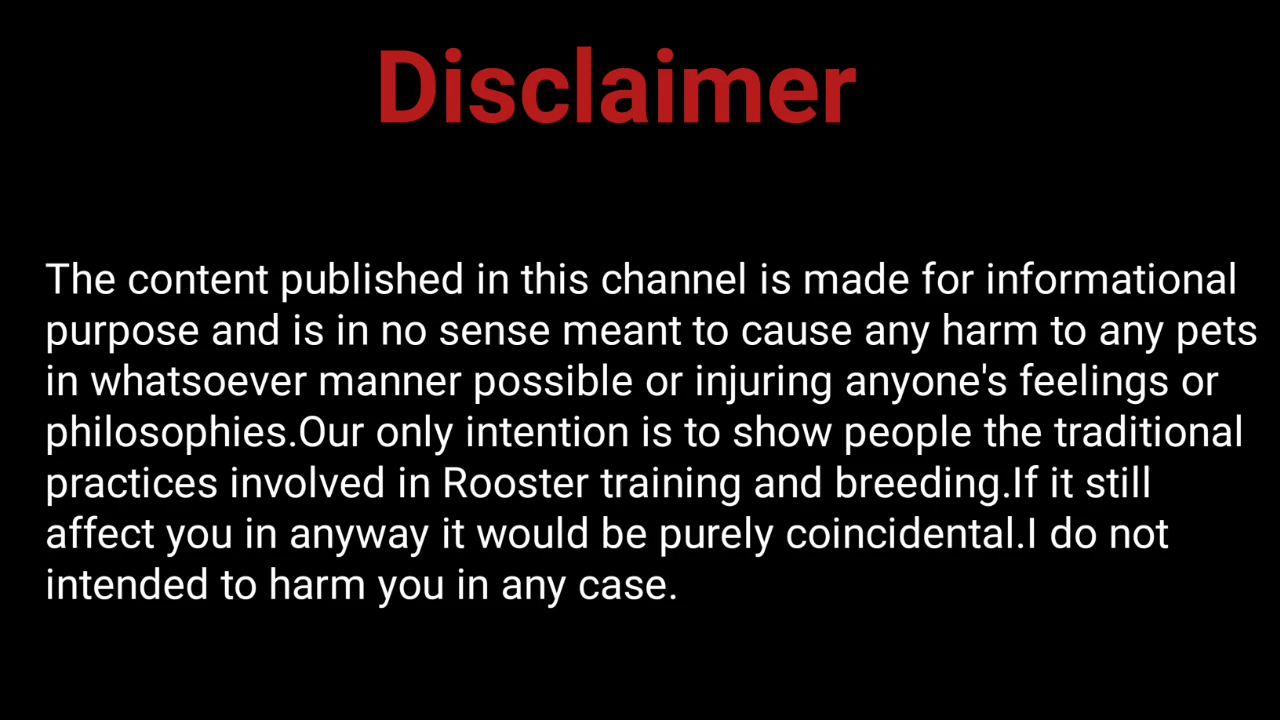 Disclaimer
The content published in this channel is made for informational
purpose and is in no sense meant to cause any harm to any pets
in whatsoever manner possible or injuring anyone's feelings or
philosophies.Our only intention is to show people the traditional
practices involved in Rooster training and breeding.If it still
affect you in anyway it would be purely coincidental.I do not
intended to harm you in any case.